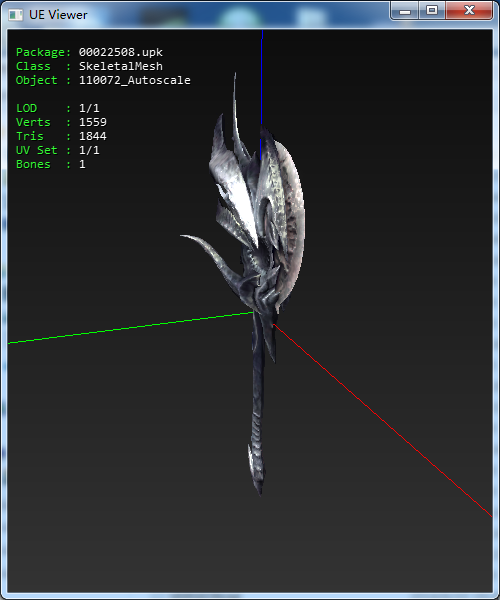 UE Viewer
Package: 00022508.upk
Class  : SkeletalMesh
Object : 110072_Autoscale
LOD    : 1/1
Verts  : 1559
Tris   : 1844
UV Set : 1/1
Bones  : 1